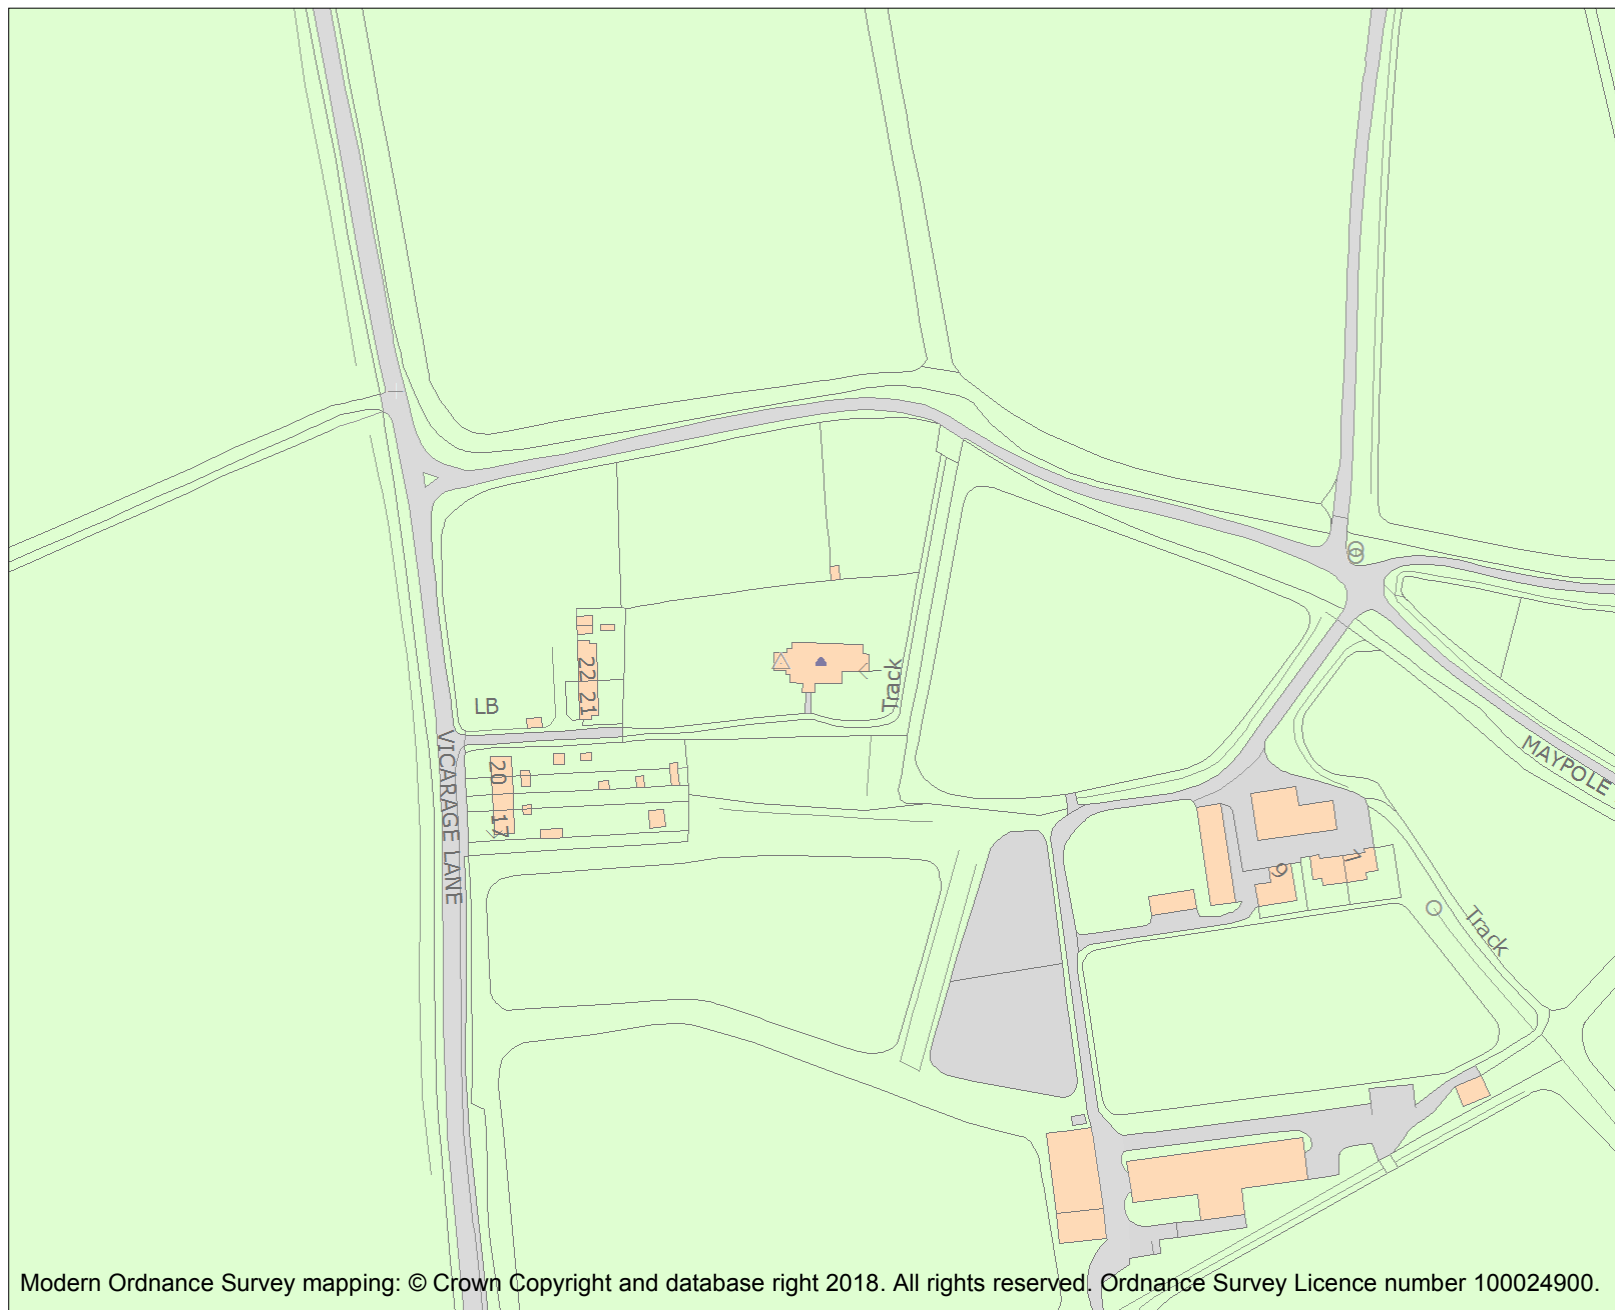 22
21
Track
LB
VICARAGE LANE
20
17
MAYPOLE
9
1
Track
Modern Ordnance Survey mapping: © Crown Copyright and database right 2018. All rights reserved. Ordnance Survey Licence number 100024900.